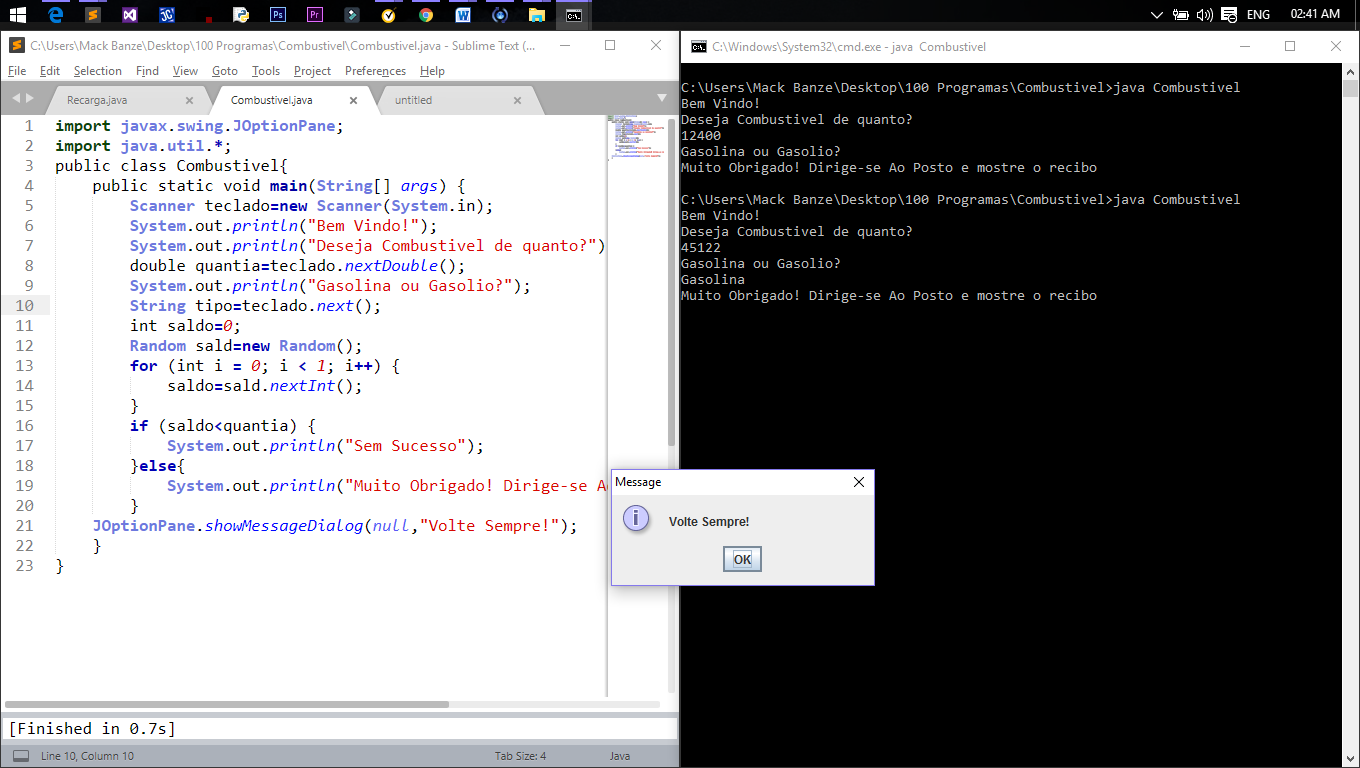 ENG 02:41 AM
C:\Users\Mack Banze\Desktop\100 Programas\Combustivel\Combustivel.java - Sublime Text (...
File Edit Selection Find View Goto Tools Project Preferences Help
Recarga.java × Combustivel.java × untitled ×
1 import javax.swing.JOptionPane;
2 import java.util.*;
3 public class Combustivel{
4 public static void main(String[] args) {
5 Scanner teclado=new Scanner(System.in);
6 System.out.println("Bem Vindo!");
7 System.out.println("Deseja Combustivel de quanto?")
8 double quantia=teclado.nextDouble();
9 System.out.println("Gasolina ou Gasolio?");
10 String tipo=teclado.next();
11 int saldo=0;
12 Random sald=new Random();
13 for (int i = 0; i < 1; i++) {
14 saldo=sald.nextInt();
15 }
16 if (saldo<quantia) {
17 System.out.println("Sem Sucesso");
18 }else{
19 System.out.println("Muito Obrigado! Dirige-se A
20 }
21 JOptionPane.showMessageDialog(null,"Volte Sempre!");
22 }
23 }
[Finished in 0.7s]
Line 10, Column 10 Tab Size: 4 Java
C:\Windows\System32\cmd.exe - java Combustivel
C:\Users\Mack Banze\Desktop\100 Programas\Combustivel>java Combustivel
Bem Vindo!
Deseja Combustivel de quanto?
12400
Gasolina ou Gasolio?
Muito Obrigado! Dirige-se Ao Posto e mostre o recibo
C:\Users\Mack Banze\Desktop\100 Programas\Combustivel>java Combustivel
Bem Vindo!
Deseja Combustivel de quanto?
45122
Gasolina ou Gasolio?
Gasolina
Muito Obrigado! Dirige-se Ao Posto e mostre o recibo
Message
Volte Sempre!
OK